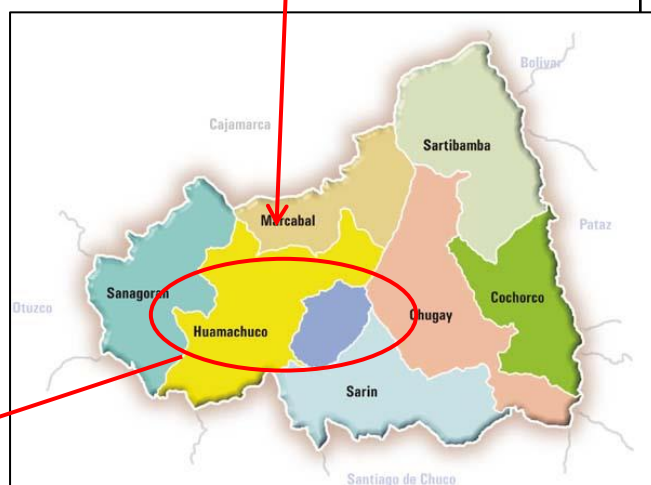 Bolivar
Cajamarca
Sartibamba
Marcabal
Pataz
Sanagoran
Cochorco
Otuzco
Chugay
Huamachuco
Sarin
Santiago de Chuco